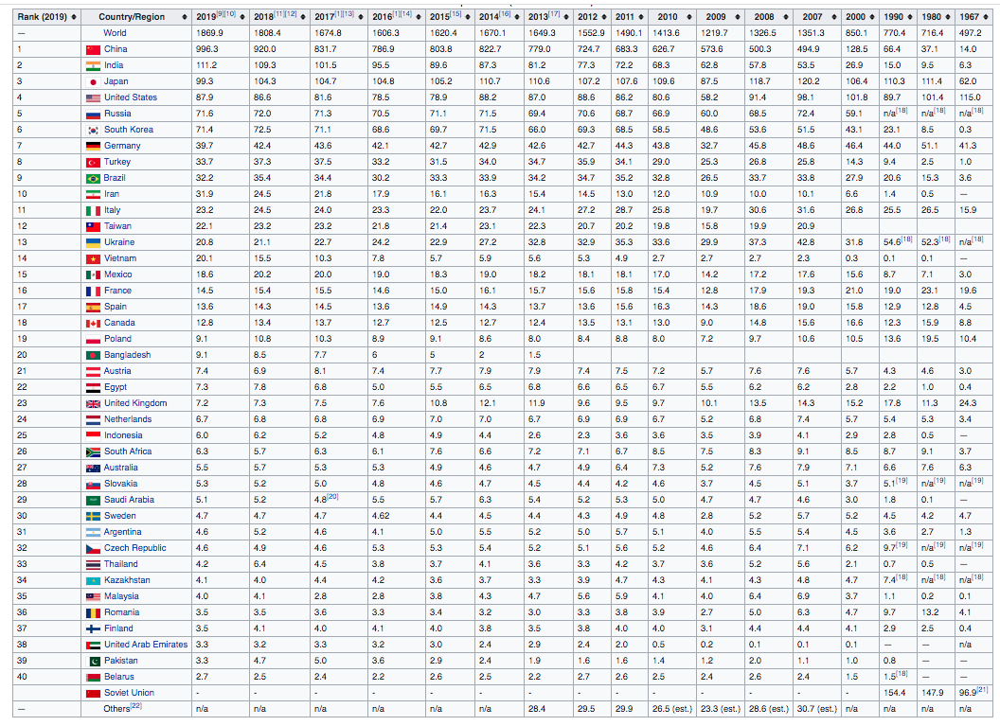 Rank (2019) Country/Region 2019[9][10] 2018[11][12] 2017[1][13] 2016[1][14] 2015[15] 2014[16] 2013[17] 2012 2011 2010 2009 2008 2007 2000 1990 1980 1967
— World 1869.9 1808.4 1674.8 1606.3 1620.4 1670.1 1649.3 1552.9 1490.1 1413.6 1219.7 1326.5 1351.3 850.1 770.4 716.4 497.2
1 China 996.3 920.0 831.7 786.9 803.8 822.7 779.0 724.7 683.3 626.7 573.6 500.3 494.9 128.5 66.4 37.1 14.0
2 India 111.2 109.3 101.5 95.5 89.6 87.3 81.2 77.3 72.2 68.3 62.8 57.8 53.5 26.9 15.0 9.5 6.3
3 Japan 99.3 104.3 104.7 104.8 105.2 110.7 110.6 107.2 107.6 109.6 87.5 118.7 120.2 106.4 110.3 111.4 62.0
4 United States 87.9 86.6 81.6 78.5 78.9 88.2 87.0 88.6 86.2 80.6 58.2 91.4 98.1 101.8 89.7 101.4 115.0
5 Russia 71.6 72.0 71.3 70.5 71.1 71.5 69.4 70.6 68.7 66.9 60.0 68.5 72.4 59.1 n/a[18] n/a[18] n/a[18]
6 South Korea 71.4 72.5 71.1 68.6 69.7 71.5 66.0 69.3 68.5 58.5 48.6 53.6 51.5 43.1 23.1 8.5 0.3
7 Germany 39.7 42.4 43.6 42.1 42.7 42.9 42.6 42.7 44.3 43.8 32.7 45.8 48.6 46.4 44.0 51.1 41.3
8 Turkey 33.7 37.3 37.5 33.2 31.5 34.0 34.7 35.9 34.1 29.0 25.3 26.8 25.8 14.3 9.4 2.5 1.0
9 Brazil 32.2 35.4 34.4 30.2 33.3 33.9 34.2 34.7 35.2 32.8 26.5 33.7 33.8 27.9 20.6 15.3 3.6
10 Iran 31.9 24.5 21.8 17.9 16.1 16.3 15.4 14.5 13.0 12.0 10.9 10.0 10.1 6.6 1.4 0.5 —
11 Italy 23.2 24.5 24.0 23.3 22.0 23.7 24.1 27.2 28.7 25.8 19.7 30.6 31.6 26.8 25.5 26.5 15.9
12 Taiwan 22.1 23.2 23.2 21.8 21.4 23.1 22.3 20.7 20.2 19.8 15.8 19.9 20.9
13 Ukraine 20.8 21.1 22.7 24.2 22.9 27.2 32.8 32.9 35.3 33.6 29.9 37.3 42.8 31.8 54.6[18] 52.3[18] n/a[18]
14 Vietnam 20.1 15.5 10.3 7.8 5.7 5.9 5.6 5.3 4.9 2.7 2.7 2.7 2.3 0.3 0.1 0.1 —
15 Mexico 18.6 20.2 20.0 19.0 18.3 19.0 18.2 18.1 18.1 17.0 14.2 17.2 17.6 15.6 8.7 7.1 3.0
16 France 14.5 15.4 15.5 14.6 15.0 16.1 15.7 15.6 15.8 15.4 12.8 17.9 19.3 21.0 19.0 23.1 19.6
17 Spain 13.6 14.3 14.5 13.6 14.9 14.3 13.7 13.6 15.6 16.3 14.3 18.6 19.0 15.8 12.9 12.8 4.5
18 Canada 12.8 13.4 13.7 12.7 12.5 12.7 12.4 13.5 13.1 13.0 9.0 14.8 15.6 16.6 12.3 15.9 8.8
19 Poland 9.1 10.8 10.3 8.9 9.1 8.6 8.0 8.4 8.8 8.0 7.2 9.7 10.6 10.5 13.6 19.5 10.4
20 Bangladesh 9.1 8.5 7.7 6 5 2 1.5
21 Austria 7.4 6.9 8.1 7.4 7.7 7.9 7.9 7.4 7.5 7.2 5.7 7.6 7.6 5.7 4.3 4.6 3.0
22 Egypt 7.3 7.8 6.8 5.0 5.5 6.5 6.8 6.6 6.5 6.7 5.5 6.2 6.2 2.8 2.2 1.0 0.4
23 United Kingdom 7.2 7.3 7.5 7.6 10.8 12.1 11.9 9.6 9.5 9.7 10.1 13.5 14.3 15.2 17.8 11.3 24.3
24 Netherlands 6.7 6.8 6.8 6.9 7.0 7.0 6.7 6.9 6.9 6.7 5.2 6.8 7.4 5.7 5.4 5.3 3.4
25 Indonesia 6.0 6.2 5.2 4.8 4.9 4.4 2.6 2.3 3.6 3.6 3.5 3.9 4.1 2.9 2.8 0.5 —
26 South Africa 6.3 5.7 6.3 6.1 7.6 6.6 7.2 7.1 6.7 8.5 7.5 8.3 9.1 8.5 8.7 9.1 3.7
27 Australia 5.5 5.7 5.3 5.3 4.9 4.6 4.7 4.9 6.4 7.3 5.2 7.6 7.9 7.1 6.6 7.6 6.3
28 Slovakia 5.3 5.2 5.0 4.8 4.6 4.7 4.5 4.4 4.2 4.6 3.7 4.5 5.1 3.7 5.1[19] n/a[19] n/a[19]
29 Saudi Arabia 5.1 5.2 4.8[20] 5.5 5.7 6.3 5.4 5.2 5.3 5.0 4.7 4.7 4.6 3.0 1.8 0.1 —
30 Sweden 4.7 4.7 4.7 4.62 4.4 4.5 4.4 4.3 4.9 4.8 2.8 5.2 5.7 5.2 4.5 4.2 4.7
31 Argentina 4.6 5.2 4.6 4.1 5.0 5.5 5.2 5.0 5.7 5.1 4.0 5.5 5.4 4.5 3.6 2.7 1.3
32 Czech Republic 4.6 4.9 4.6 5.3 5.3 5.4 5.2 5.1 5.6 5.2 4.6 6.4 7.1 6.2 9.7[19] n/a[19] n/a[19]
33 Thailand 4.2 6.4 4.5 3.8 3.7 4.1 3.6 3.3 4.2 3.7 3.6 5.2 5.6 2.1 0.7 0.5 —
34 Kazakhstan 4.1 4.0 4.4 4.2 3.6 3.7 3.3 3.9 4.7 4.3 4.1 4.3 4.8 4.7 7.4[18] n/a[18] n/a[18]
35 Malaysia 4.0 4.1 2.8 2.8 3.8 4.3 4.7 5.6 5.9 4.1 4.0 6.4 6.9 3.7 1.1 0.2 0.1
36 Romania 3.5 3.5 3.6 3.3 3.4 3.2 3.0 3.3 3.8 3.9 2.7 5.0 6.3 4.7 9.7 13.2 4.1
37 Finland 3.5 4.1 4.0 4.1 4.0 3.8 3.5 3.8 4.0 4.0 3.1 4.4 4.4 4.1 2.9 2.5 0.4
38 United Arab Emirates 3.3 3.2 3.3 3.2 3.0 2.4 2.9 2.4 2.0 0.5 0.2 0.1 0.1 0.1 — — n/a
39 Pakistan 3.3 4.7 5.0 3.6 2.9 2.4 1.9 1.6 1.6 1.4 1.2 2.0 1.1 1.0 0.8 — —
40 Belarus 2.7 2.5 2.4 2.2 2.6 2.5 2.2 2.7 2.6 2.5 2.4 2.6 2.4 1.5 1.5[18] — —
Soviet Union - - - - - - - - - - - - - - 154.4 147.9 96.9[21]
— Others[22] n/a n/a n/a n/a n/a n/a 28.4 29.5 29.9 26.5 (est.) 23.3 (est.) 28.6 (est.) 30.7 (est.) n/a n/a n/a n/a